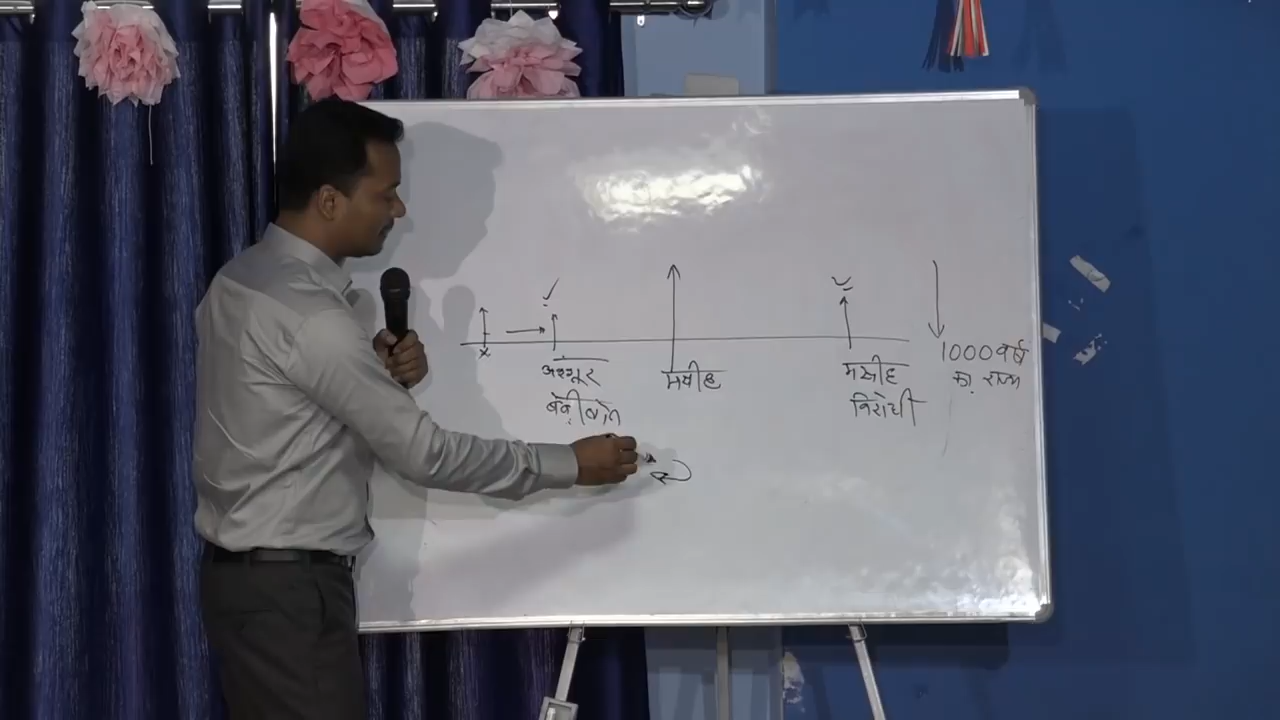 अश्शूर
बेबीलोन
मसीह
मसीह
विरोधी
1000 वर्ष
का राज्य